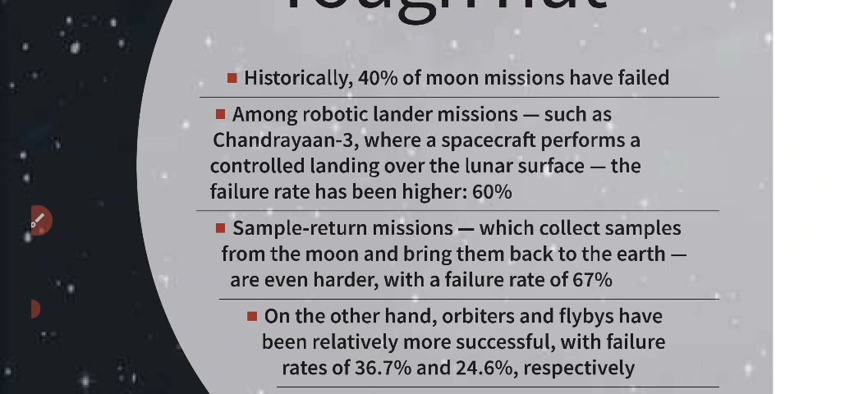 rough nut
Historically, 40% of moon missions have failed
Among robotic lander missions — such as
Chandrayaan-3, where a spacecraft performs a
controlled landing over the lunar surface — the
failure rate has been higher: 60%
Sample-return missions — which collect samples
from the moon and bring them back to the earth —
are even harder, with a failure rate of 67%
On the other hand, orbiters and flybys have
been relatively more successful, with failure
rates of 36.7% and 24.6%, respectively